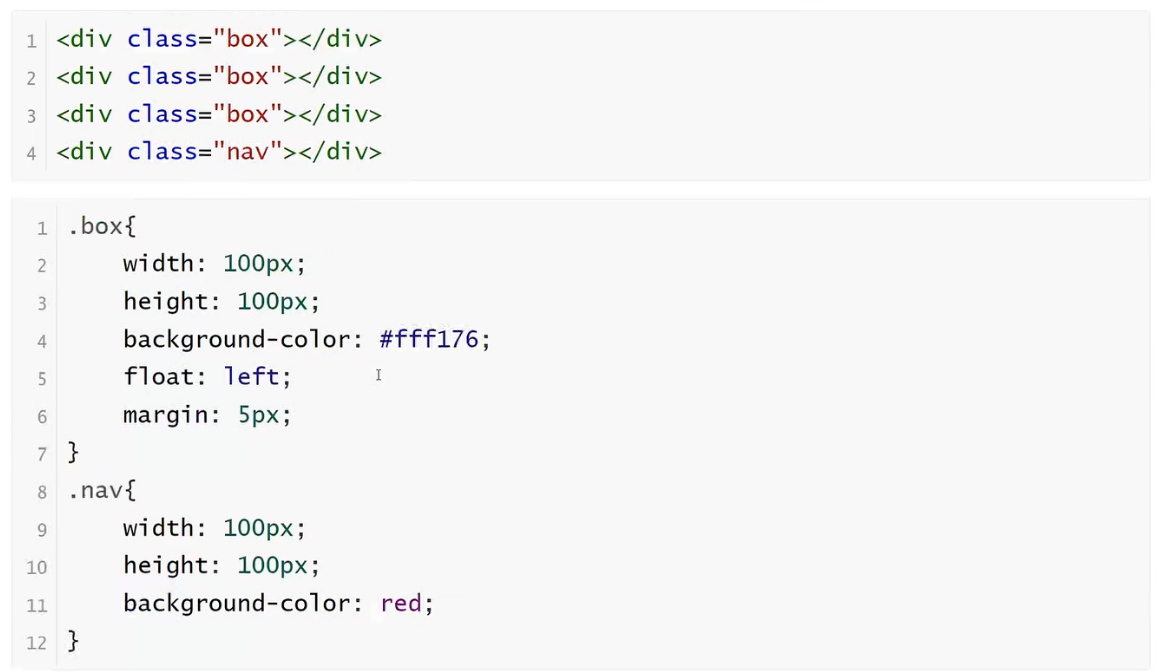 1 <div class="box"></div>
2 <div class="box"></div>
3 <div class="box"></div>
4 <div class="nav"></div>
1 .box{
2     width: 100px;
3     height: 100px;
4     background-color: #fff176;
5     float: left;
6     margin: 5px;
7 }
8 .nav{
9     width: 100px;
10     height: 100px;
11     background-color: red;
12 }